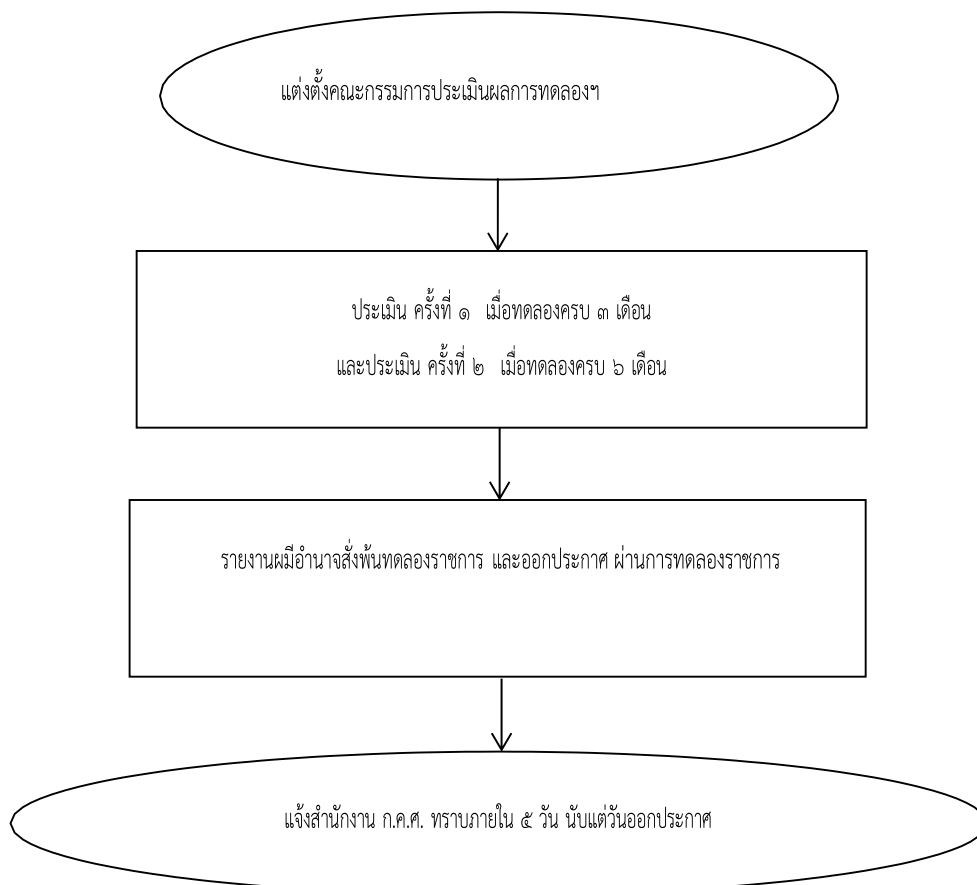 แต่งตั้งคณะกรรมการประเมินผลการทดลองฯ
ประเมิน ครั้งที่ ๑ เมื่อทดลองครบ ๓ เดือน
และประเมิน ครั้งที่ ๒ เมื่อทดลองครบ ๖ เดือน
รายงานผมีอำนาจสั่งพ้นทดลองราชการ และออกประกาศ ผ่านการทดลองราชการ
แจ้งสำนักงาน ก.ค.ศ. ทราบภายใน ๕ วัน นับแต่วันออกประกาศ